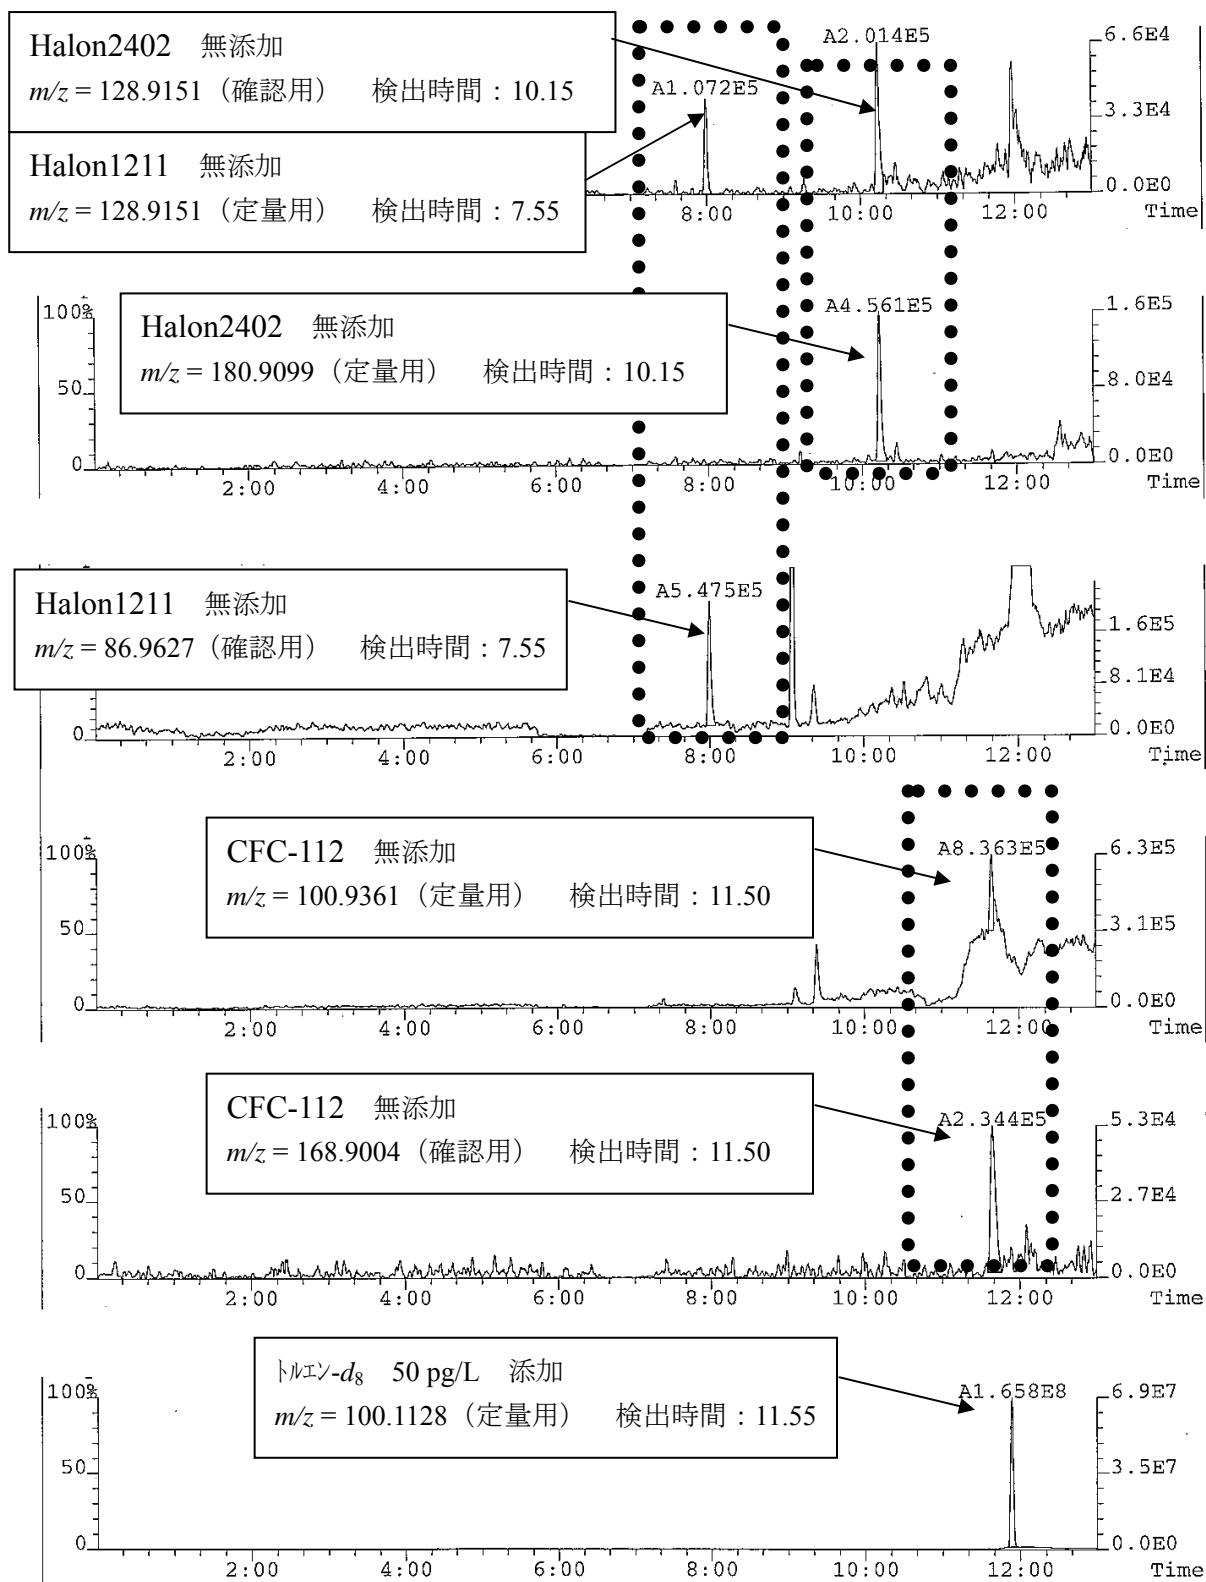 Halon2402 無添加
m/z = 128.9151（確認用） 検出時間：10.15
Halon1211 無添加
m/z = 128.9151（定量用） 検出時間：7.55
A1.072E5
A2.014E5
6.6E4
3.3E4
0.0E0
8:00 10:00 12:00 Time
Halon2402 無添加
m/z = 180.9099（定量用） 検出時間：10.15
100%
50
0
A4.561E5
1.6E5
8.0E4
0.0E0
2:00 4:00 6:00 8:00 10:00 12:00 Time
Halon1211 無添加
m/z = 86.9627（確認用） 検出時間：7.55
0
A5.475E5
1.6E5
8.1E4
0.0E0
2:00 4:00 6:00 8:00 10:00 12:00 Time
CFC-112 無添加
m/z = 100.9361（定量用） 検出時間：11.50
100%
50
0
A8.363E5
6.3E5
3.1E5
0.0E0
2:00 4:00 6:00 8:00 10:00 12:00 Time
CFC-112 無添加
m/z = 168.9004（確認用） 検出時間：11.50
100%
50
0
A2.344E5
5.3E4
2.7E4
0.0E0
2:00 4:00 6:00 8:00 10:00 12:00 Time
ﾄﾙｴﾝ-d₈ 50 pg/L 添加
m/z = 100.1128（定量用） 検出時間：11.55
100%
50
0
A1.658E8
6.9E7
3.5E7
0.0E0
2:00 4:00 6:00 8:00 10:00 12:00 Time